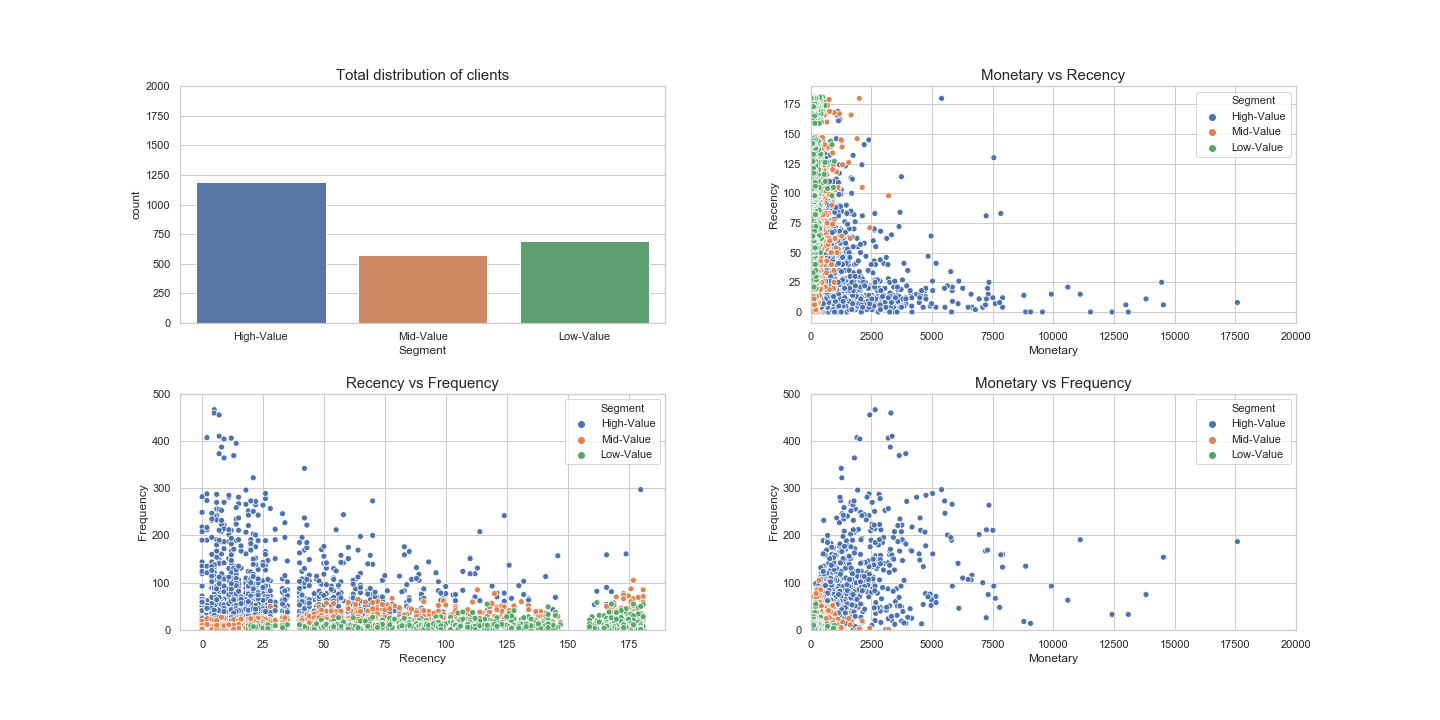 Total distribution of clients
2000
1750
1500
1250
1000
750
500
250
0
count
High-Value Mid-Value Low-Value
Segment
Monetary vs Recency
175
150
125
100
75
50
25
0
Recency
Segment
High-Value
Mid-Value
Low-Value
0 2500 5000 7500 10000 12500 15000 17500 20000
Monetary
Recency vs Frequency
500
400
300
200
100
0
Frequency
Segment
High-Value
Mid-Value
Low-Value
0 25 50 75 100 125 150 175
Recency
Monetary vs Frequency
500
400
300
200
100
0
Frequency
Segment
High-Value
Mid-Value
Low-Value
0 2500 5000 7500 10000 12500 15000 17500 20000
Monetary